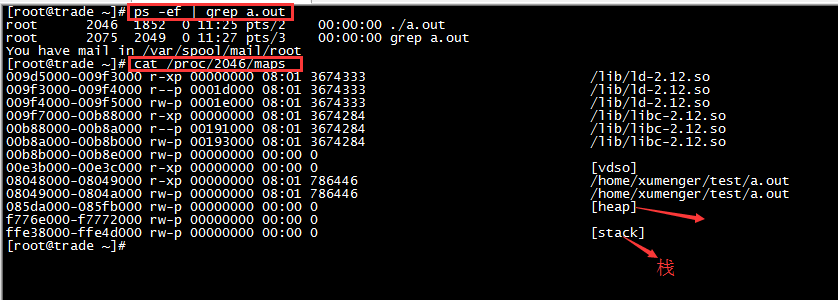 [root@trade ~]# ps -ef | grep a.out
root 2046 1852 0 11:25 pts/2 00:00:00 ./a.out
root 2075 2049 0 11:27 pts/3 00:00:00 grep a.out
You have mail in /var/spool/mail/root
[root@trade ~]# cat /proc/2046/maps
009d5000-009f3000 r-xp 00000000 08:01 3674333 /lib/ld-2.12.so
009f3000-009f4000 r--p 0001d000 08:01 3674333 /lib/ld-2.12.so
009f4000-009f5000 rw-p 0001e000 08:01 3674333 /lib/ld-2.12.so
009f7000-00b88000 r-xp 00000000 08:01 3674284 /lib/libc-2.12.so
00b88000-00b8a000 r--p 00191000 08:01 3674284 /lib/libc-2.12.so
00b8a000-00b8b000 rw-p 00193000 08:01 3674284 /lib/libc-2.12.so
00b8b000-00b8e000 rw-p 00000000 00:00 0
00e3b000-00e3c000 r-xp 00000000 00:00 0 [vdso]
08048000-08049000 r-xp 00000000 08:01 786446 /home/xumenger/test/a.out
08049000-0804a000 rw-p 00000000 08:01 786446 /home/xumenger/test/a.out
085da000-085fb000 rw-p 00000000 00:00 0 [heap]
f776e000-f7772000 rw-p 00000000 00:00 0
ffe38000-ffe4d000 rw-p 00000000 00:00 0 [stack]
[root@trade ~]#
栈